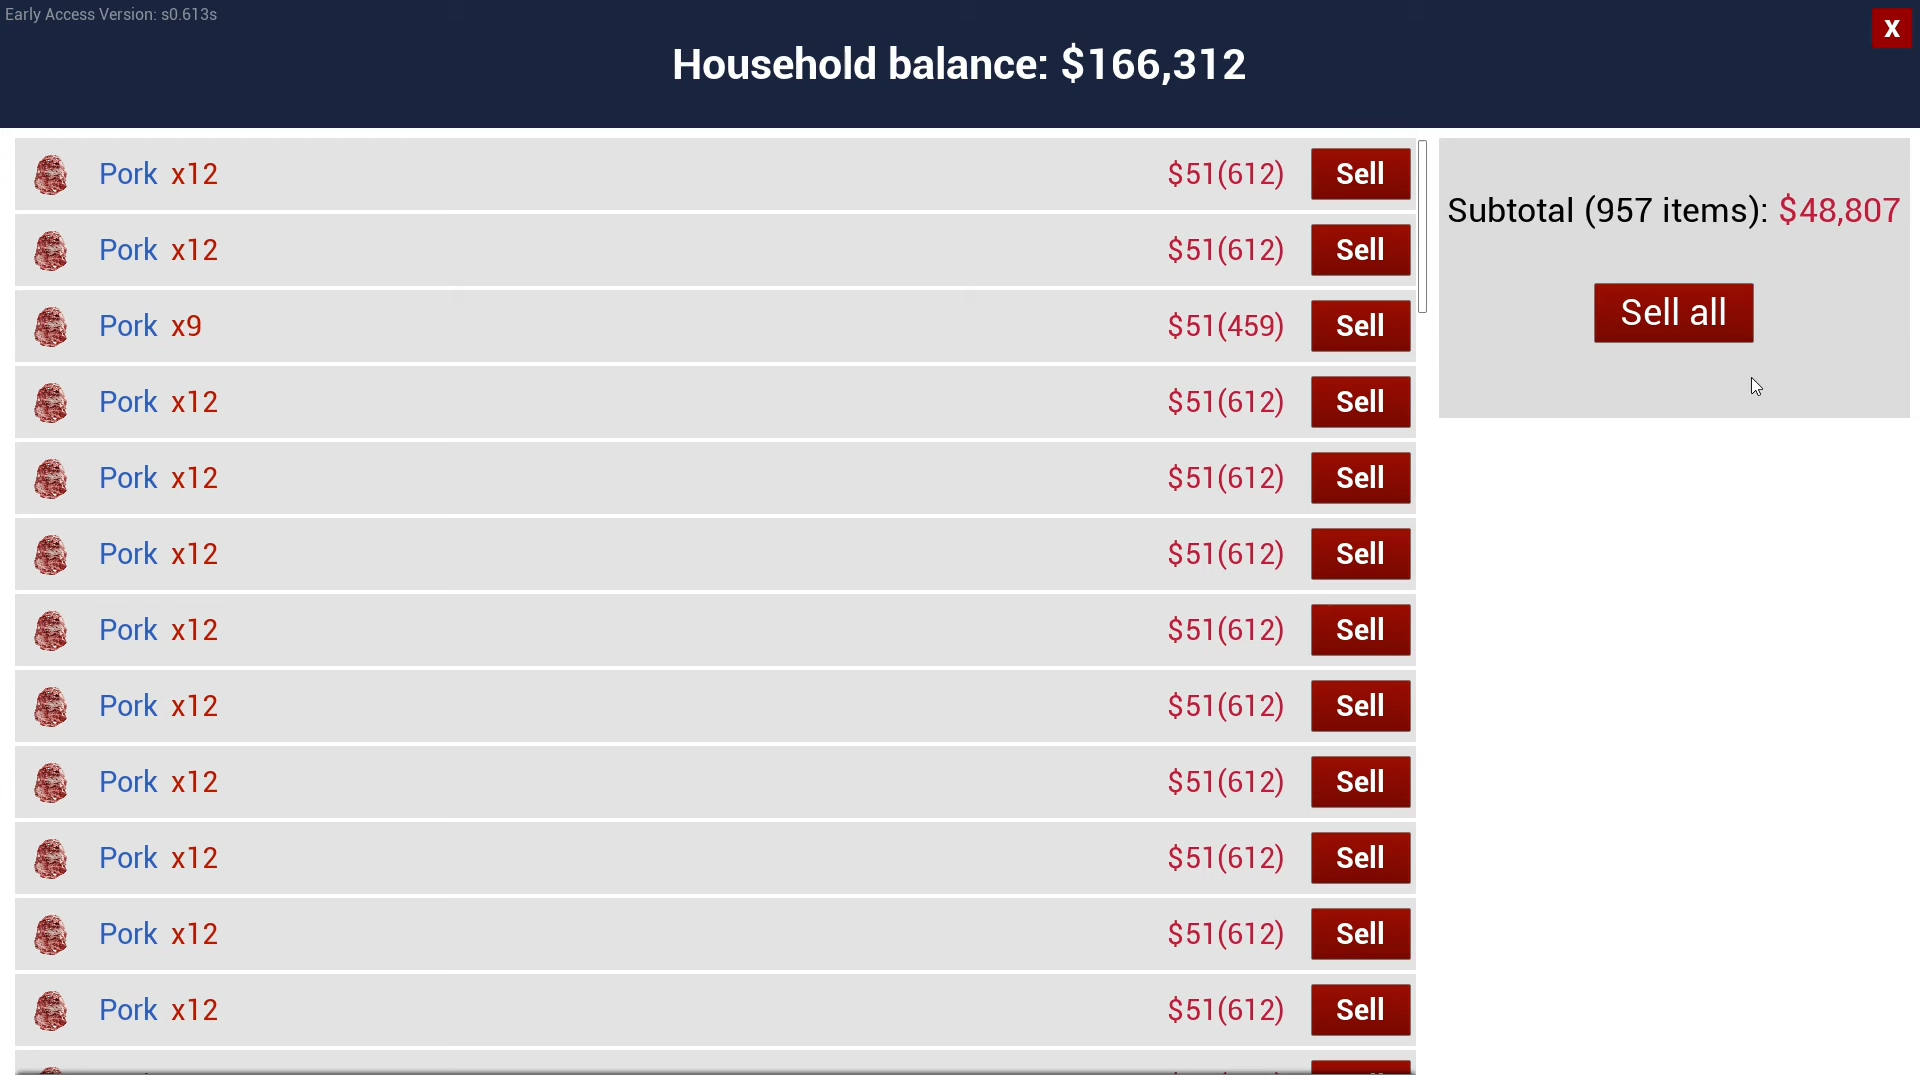 Early Access Version: s0.613s
X
Household balance: $166,312
Pork x12 $51(612) Sell
Pork x12 $51(612) Sell
Pork x9 $51(459) Sell
Pork x12 $51(612) Sell
Pork x12 $51(612) Sell
Pork x12 $51(612) Sell
Pork x12 $51(612) Sell
Pork x12 $51(612) Sell
Pork x12 $51(612) Sell
Pork x12 $51(612) Sell
Pork x12 $51(612) Sell
Pork x12 $51(612) Sell
Subtotal (957 items): $48,807
Sell all